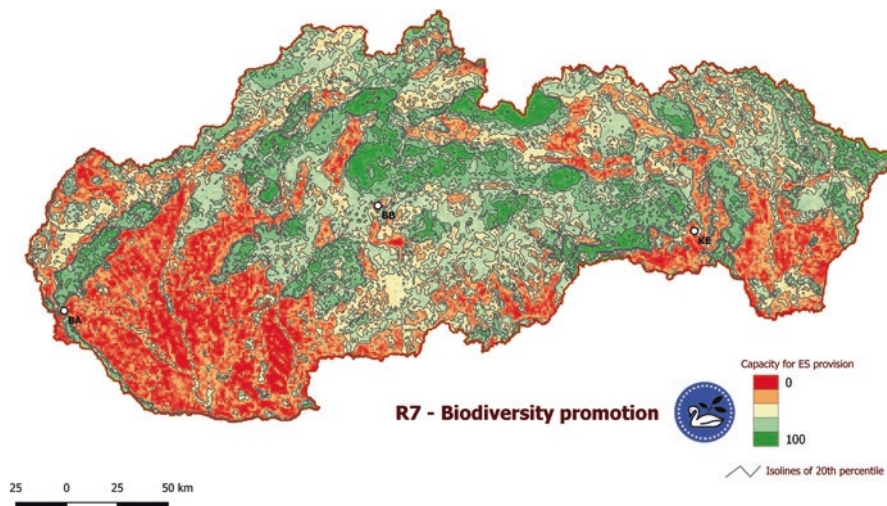 BB
KE
BA
Capacity for ES provision
0
R7 - Biodiversity promotion
100
Isolines of 20th percentile
25 0 25 50 km